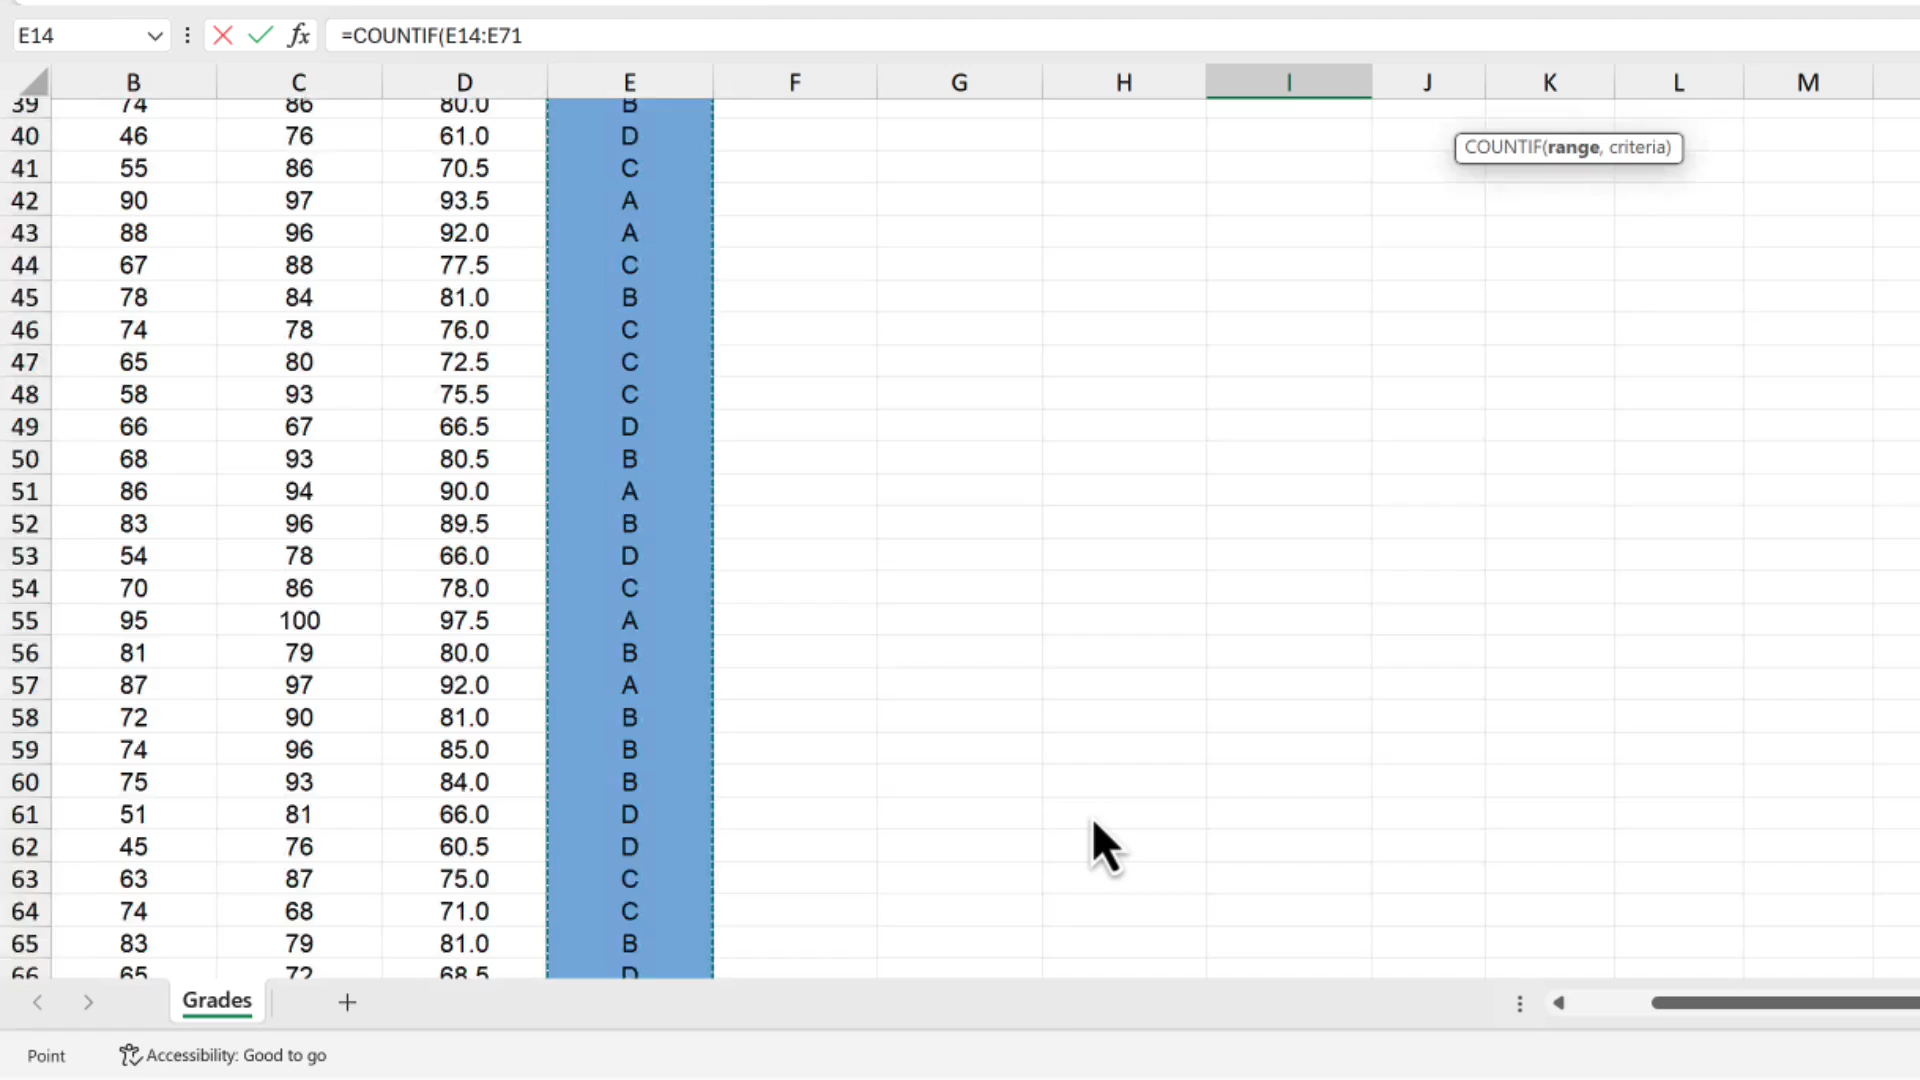 E14 fx =COUNTIF(E14:E71
B C D E F G H I J K L M
39 74 86 80.0 B
40 46 76 61.0 D
41 55 86 70.5 C
42 90 97 93.5 A
43 88 96 92.0 A
44 67 88 77.5 C
45 78 84 81.0 B
46 74 78 76.0 C
47 65 80 72.5 C
48 58 93 75.5 C
49 66 67 66.5 D
50 68 93 80.5 B
51 86 94 90.0 A
52 83 96 89.5 B
53 54 78 66.0 D
54 70 86 78.0 C
55 95 100 97.5 A
56 81 79 80.0 B
57 87 97 92.0 A
58 72 90 81.0 B
59 74 96 85.0 B
60 75 93 84.0 B
61 51 81 66.0 D
62 45 76 60.5 D
63 63 87 75.0 C
64 74 68 71.0 C
65 83 79 81.0 B
66 65 72 68.5 D
COUNTIF(range, criteria)
Grades
Point Accessibility: Good to go